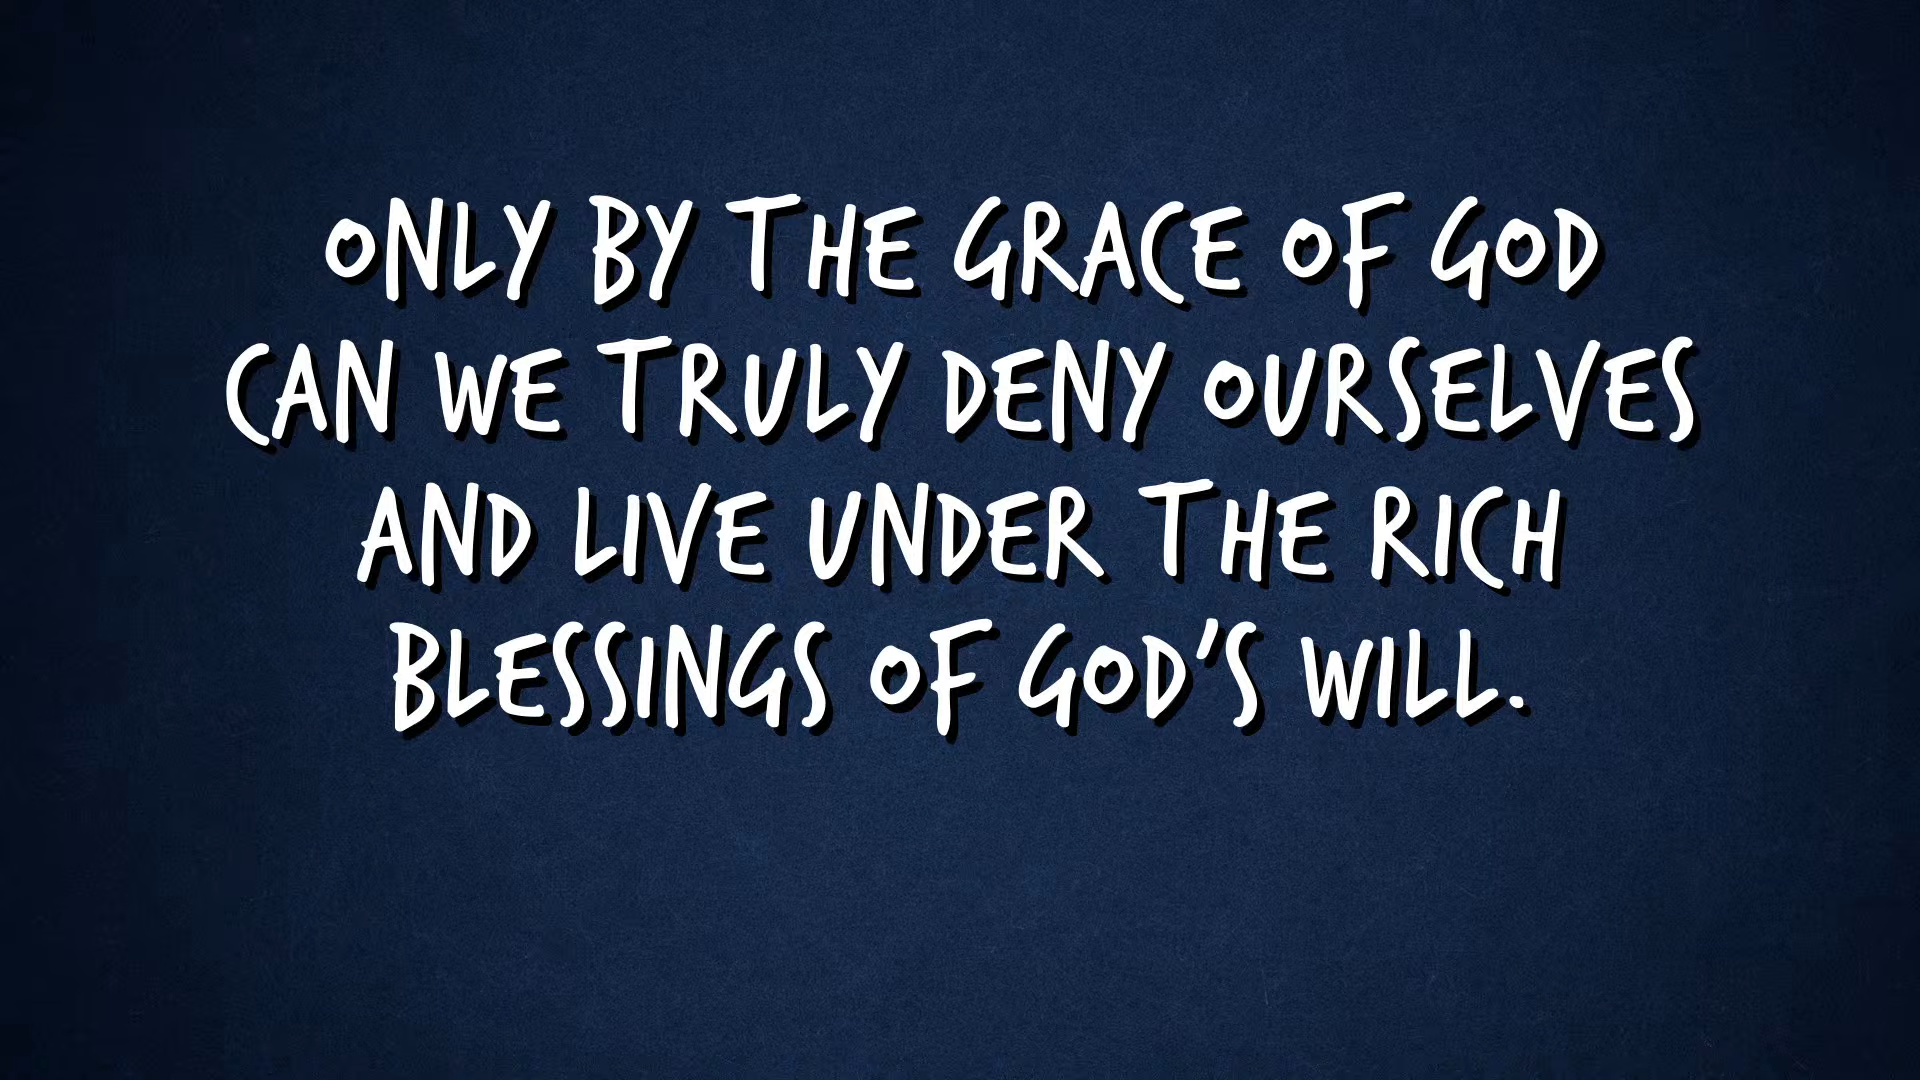 ONLY BY THE GRACE OF GOD
CAN WE TRULY DENY OURSELVES
AND LIVE UNDER THE RICH
BLESSINGS OF GOD'S WILL.